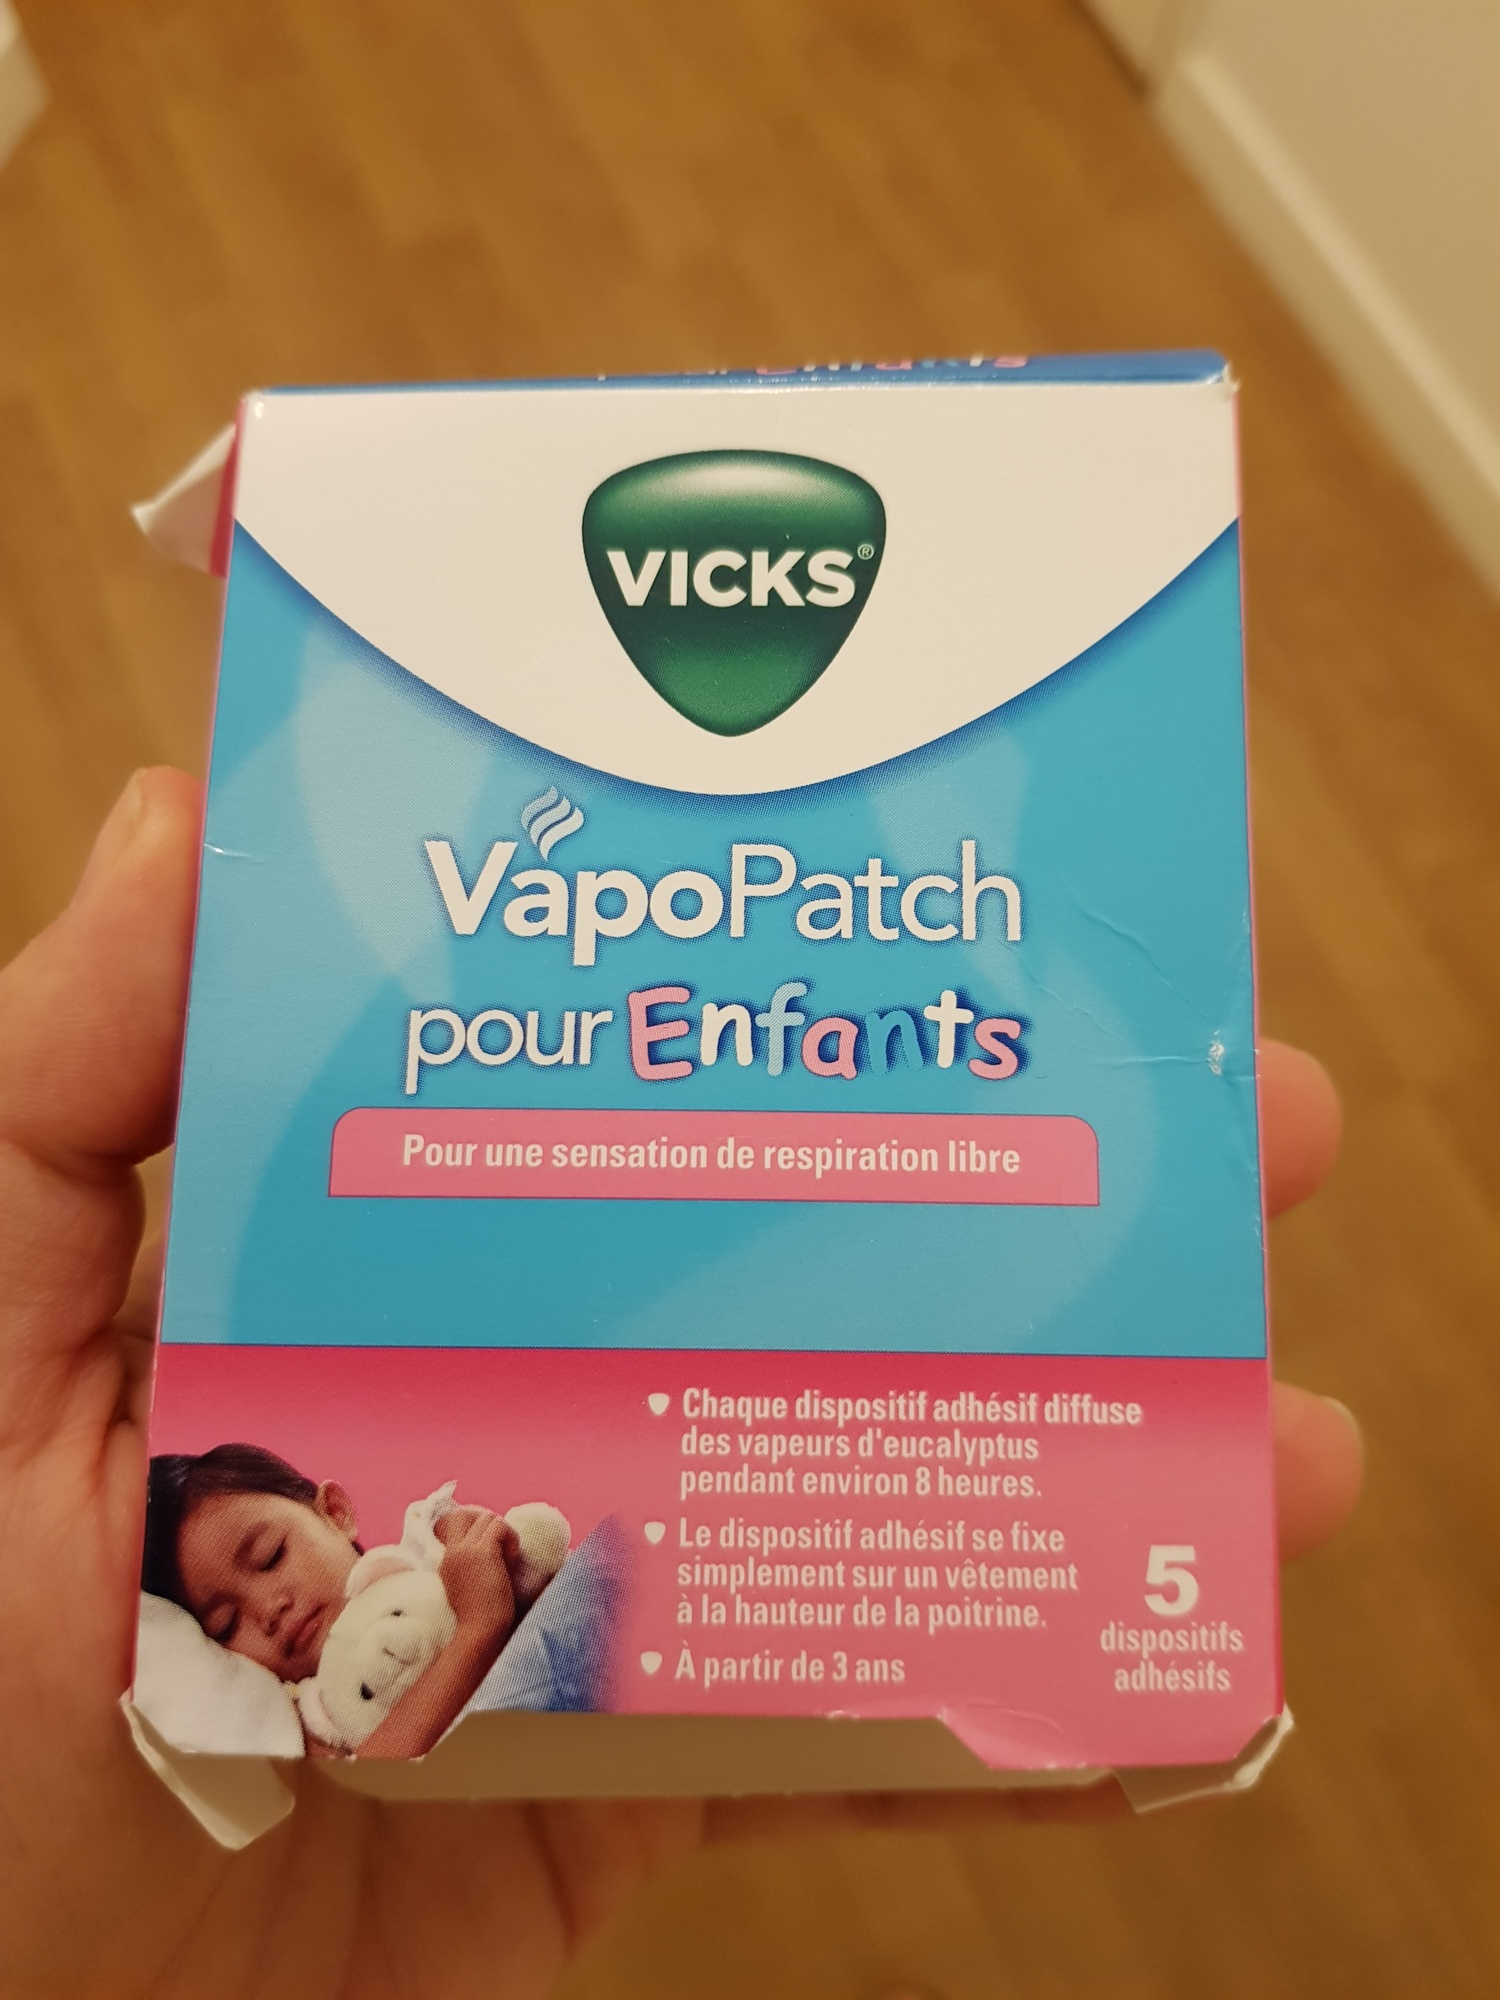 VICKS®
VapoPatch
pour Enfants
Pour une sensation de respiration libre
Chaque dispositif adhésif diffuse
des vapeurs d'eucalyptus
pendant environ 8 heures.
Le dispositif adhésif se fixe
simplement sur un vêtement
à la hauteur de la poitrine.
À partir de 3 ans
5
dispositifs
adhésifs